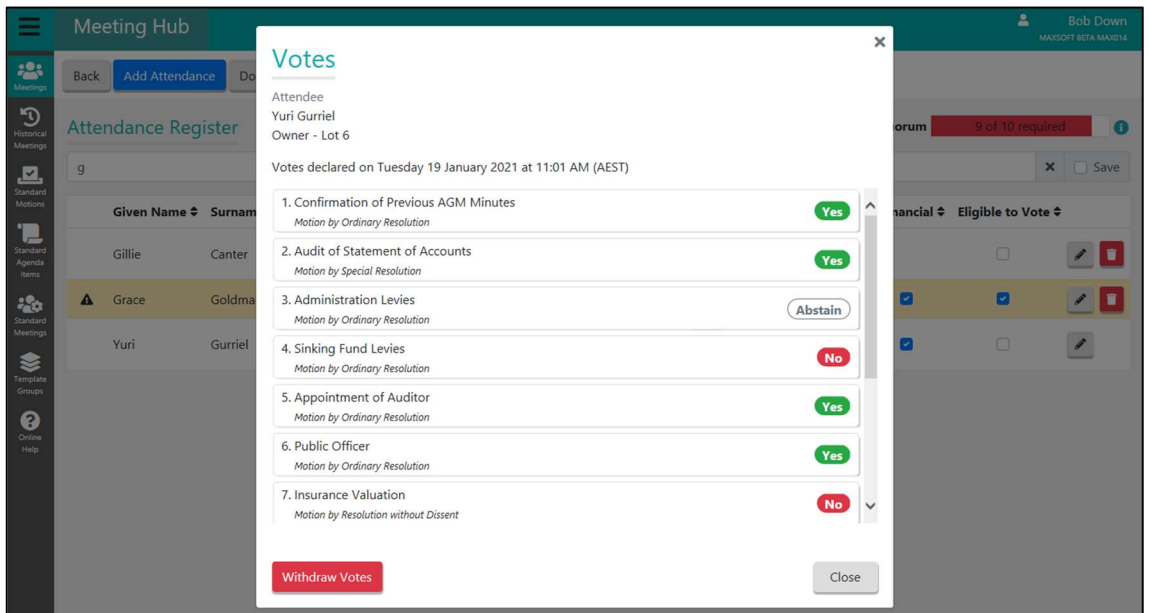 Meeting Hub
Bob Down
MAXSOFT BETA MAX014
Meetings
Historical
Meetings
Standard
Motions
Standard
Agenda
Items
Standard
Meetings
Template
Groups
Online
Help
Back
Add Attendance
Do
Attendance Register
orum
9 of 10 required
g
Save
Given Name
Surnam
nancial
Eligible to Vote
Gillie
Canter
Grace
Goldma
Yuri
Gurriel
Votes
Attendee
Yuri Gurriel
Owner - Lot 6
Votes declared on Tuesday 19 January 2021 at 11:01 AM (AEST)
1. Confirmation of Previous AGM Minutes
Motion by Ordinary Resolution
Yes
2. Audit of Statement of Accounts
Motion by Special Resolution
Yes
3. Administration Levies
Motion by Ordinary Resolution
Abstain
4. Sinking Fund Levies
Motion by Ordinary Resolution
No
5. Appointment of Auditor
Motion by Ordinary Resolution
Yes
6. Public Officer
Motion by Ordinary Resolution
Yes
7. Insurance Valuation
Motion by Resolution without Dissent
No
Withdraw Votes
Close